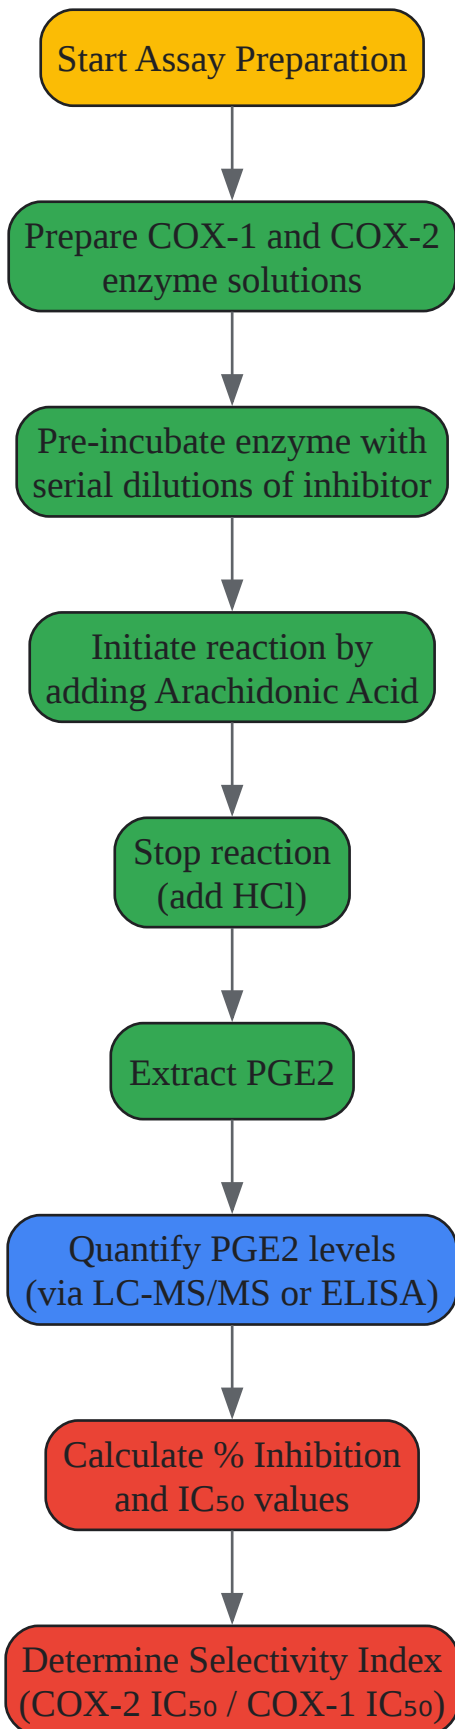 Start Assay Preparation
Prepare COX-1 and COX-2
enzyme solutions
Pre-incubate enzyme with
serial dilutions of inhibitor
Initiate reaction by
adding Arachidonic Acid
Stop reaction
(add HCl)
Extract PGE2
Quantify PGE2 levels
(via LC-MS/MS or ELISA)
Calculate % Inhibition
and IC₅₀ values
Determine Selectivity Index
(COX-2 IC₅₀ / COX-1 IC₅₀)